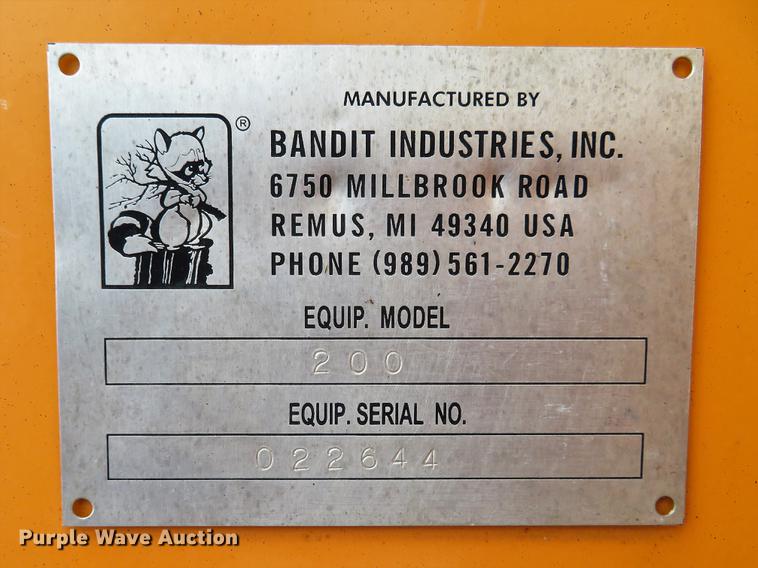 MANUFACTURED BY
®
BANDIT INDUSTRIES, INC.
6750 MILLBROOK ROAD
REMUS, MI 49340 USA
PHONE (989) 561-2270
EQUIP. MODEL
200
EQUIP. SERIAL NO.
022644
Purple Wave Auction